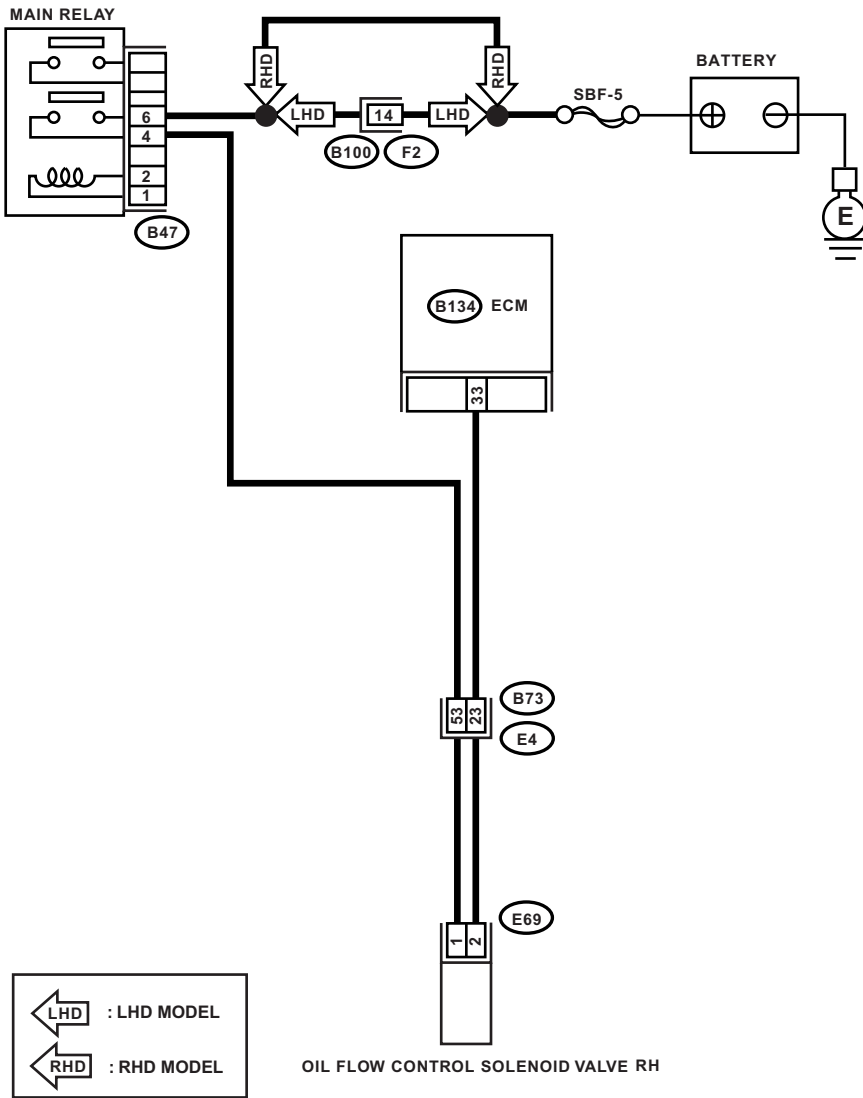 MAIN RELAY
BATTERY
SBF-5
RHD
RHD
LHD
14
LHD
B100
F2
6
4
2
1
B47
E
B134 ECM
33
53
23
B73
E4
1
2
E69
LHD : LHD MODEL
RHD : RHD MODEL
OIL FLOW CONTROL SOLENOID VALVE RH